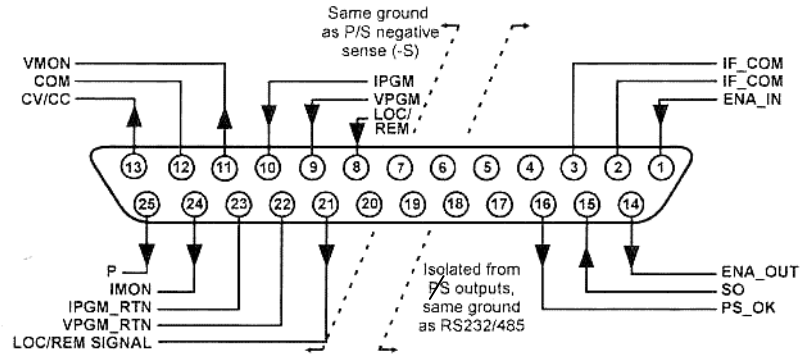 Same ground
as P/S negative
sense (-S)
VMON
COM
CV/CC
IPGM
VPGM
LOC/
REM
IF_COM
IF_COM
ENA_IN
13 12 11 10 9 8 7 6 5 4 3 2 1
25 24 23 22 21 20 19 18 17 16 15 14
P
IMON
IPGM_RTN
VPGM_RTN
LOC/REM SIGNAL
Isolated from
PS outputs,
same ground
as RS232/485
ENA_OUT
SO
PS_OK